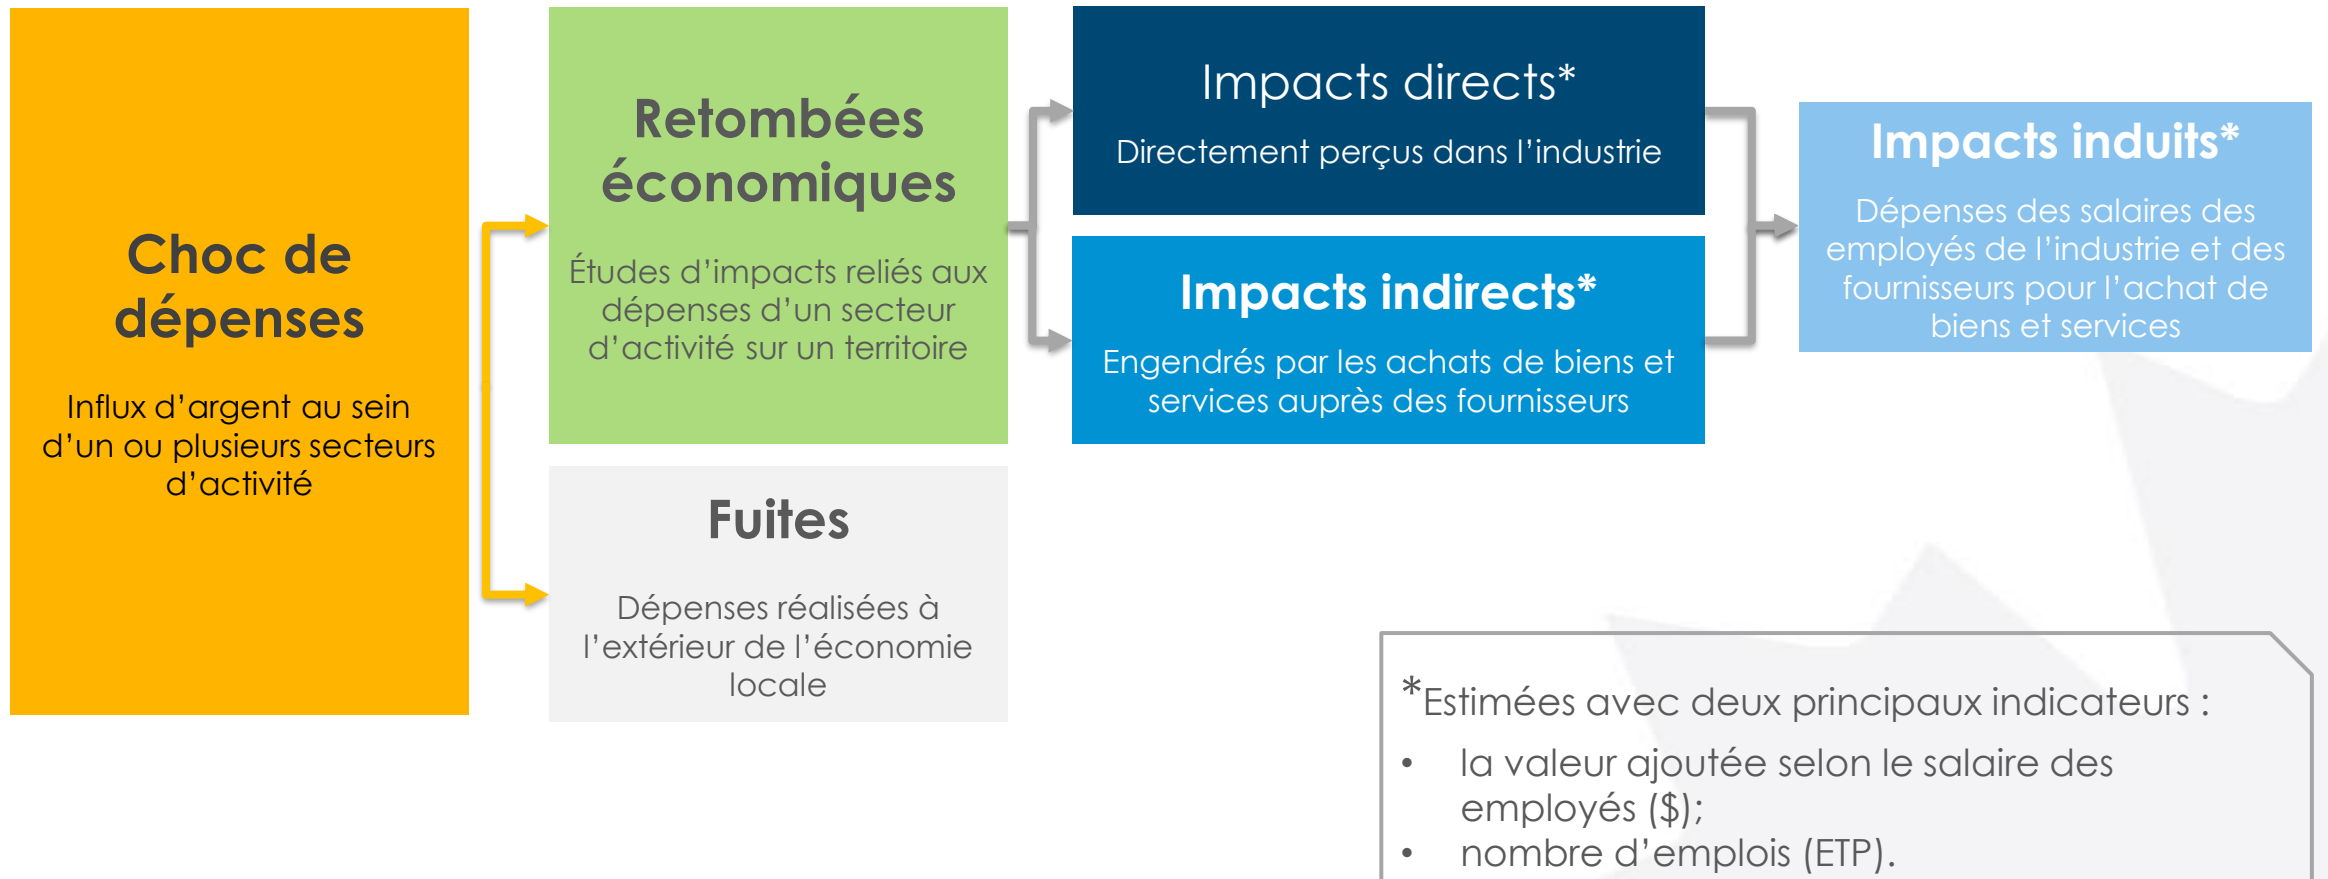 Choc de
dépenses
Influx d’argent au sein
d’un ou plusieurs secteurs
d’activité
Retombées
économiques
Études d’impacts reliés aux
dépenses d’un secteur
d’activité sur un territoire
Fuites
Dépenses réalisées à
l’extérieur de l’économie
locale
Impacts directs*
Directement perçus dans l’industrie
Impacts indirects*
Engendrés par les achats de biens et
services auprès des fournisseurs
Impacts induits*
Dépenses des salaires des
employés de l’industrie et des
fournisseurs pour l’achat de
biens et services
*Estimées avec deux principaux indicateurs :
• la valeur ajoutée selon le salaire des
employés ($);
• nombre d’emplois (ETP).